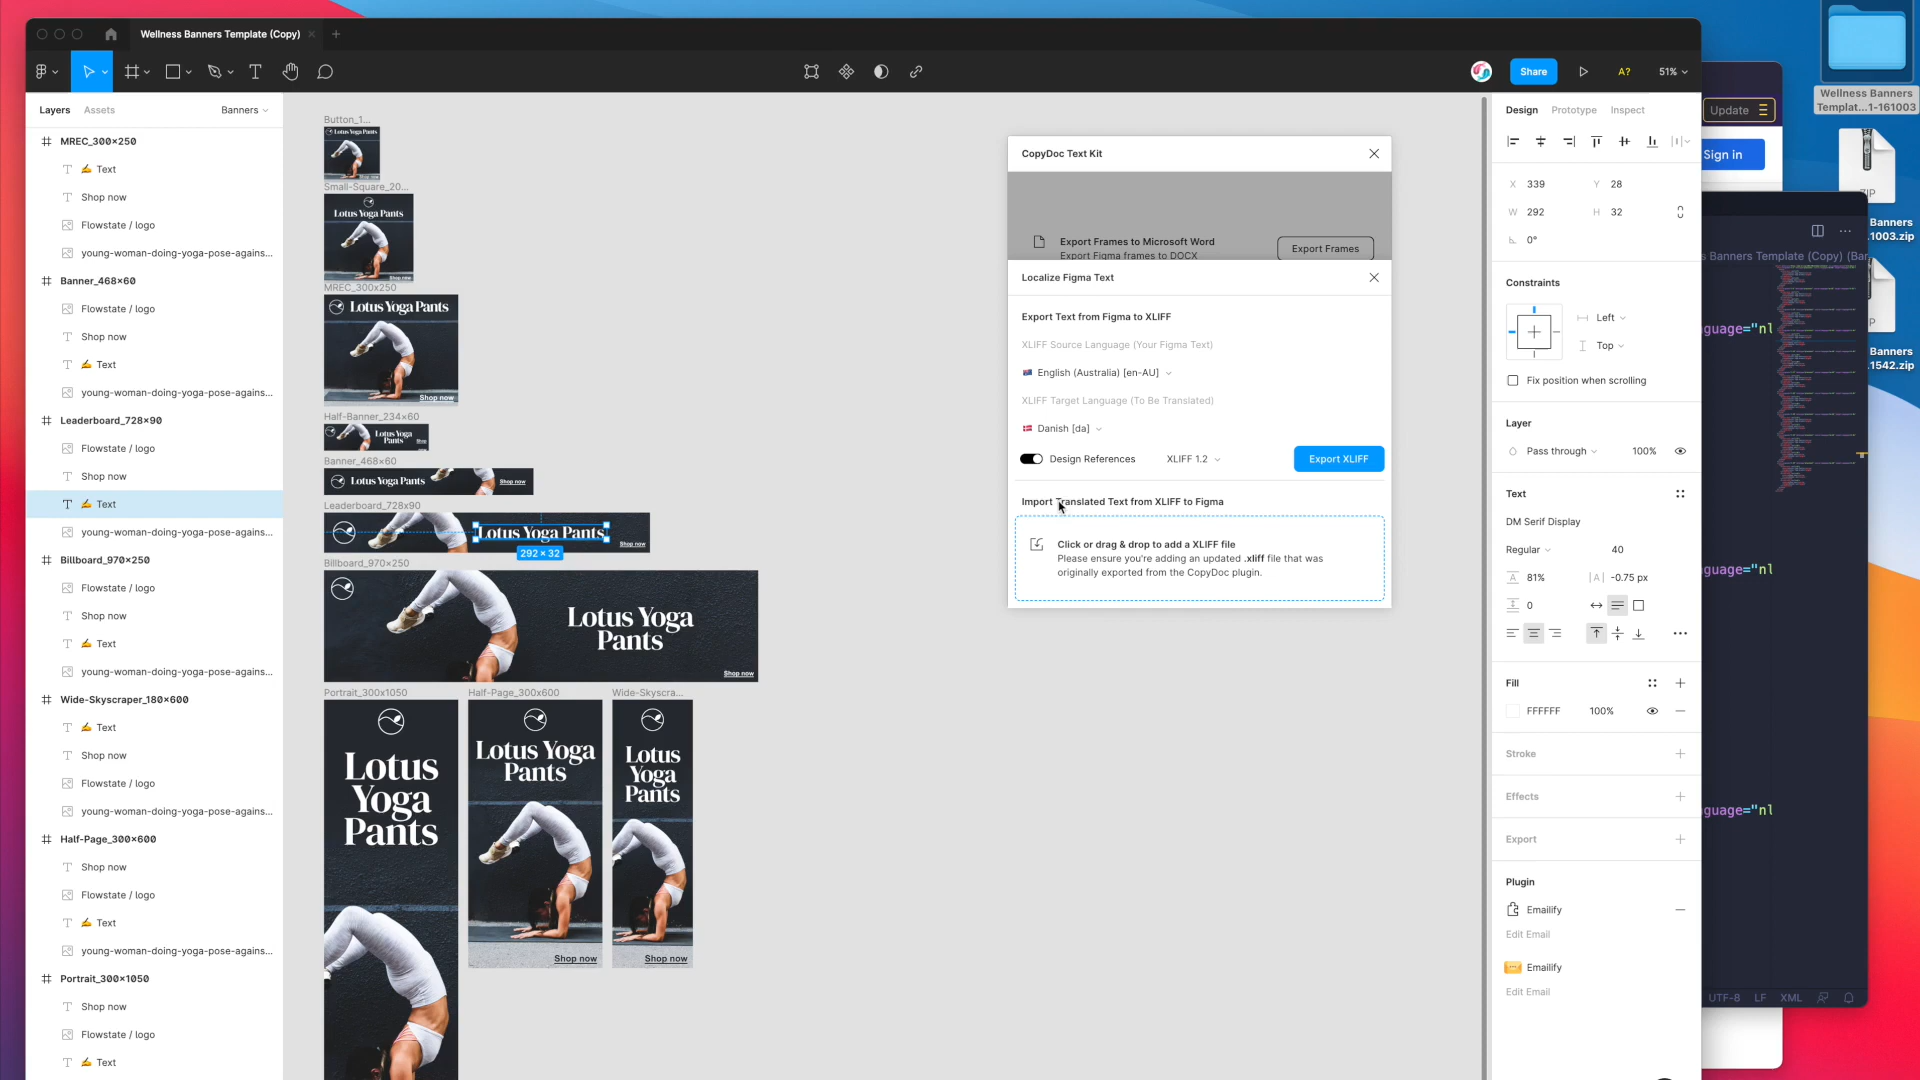 Wellness Banners Template (Copy)
Share
A?
51%
Layers
Assets
Banners
MREC_300×250
✍️ Text
Shop now
Flowstate / logo
young-woman-doing-yoga-pose-agains...
Banner_468×60
Flowstate / logo
Shop now
✍️ Text
young-woman-doing-yoga-pose-agains...
Leaderboard_728×90
Flowstate / logo
Shop now
✍️ Text
young-woman-doing-yoga-pose-agains...
Billboard_970×250
Flowstate / logo
Shop now
✍️ Text
young-woman-doing-yoga-pose-agains...
Wide-Skyscraper_180×600
✍️ Text
Shop now
Flowstate / logo
young-woman-doing-yoga-pose-agains...
Half-Page_300×600
Shop now
Flowstate / logo
✍️ Text
young-woman-doing-yoga-pose-agains...
Portrait_300×1050
Shop now
Flowstate / logo
✍️ Text
Button_1...
Lotus Yoga Pants
Shop now
Small-Square_20...
Lotus Yoga Pants
Shop now
MREC_300x250
Lotus Yoga Pants
Shop now
Half-Banner_234×60
Lotus Yoga
Pants
Banner_468×60
Lotus Yoga Pants
Shop now
Leaderboard_728x90
Lotus Yoga Pants
Shop now
292 × 32
Billboard_970×250
Lotus Yoga
Pants
Shop now
Portrait_300x1050
Lotus
Yoga
Pants
Half-Page_300x600
Lotus Yoga
Pants
Shop now
Wide-Skyscra...
Lotus
Yoga
Pants
Shop now
CopyDoc Text Kit
Export Frames to Microsoft Word
Export Figma frames to DOCX
Export Frames
Localize Figma Text
Export Text from Figma to XLIFF
XLIFF Source Language (Your Figma Text)
English (Australia) [en-AU]
XLIFF Target Language (To Be Translated)
Danish [da]
Design References
XLIFF 1.2
Export XLIFF
Import Translated Text from XLIFF to Figma
Click or drag & drop to add a XLIFF file
Please ensure you're adding an updated .xliff file that was
originally exported from the CopyDoc plugin.
Design
Prototype
Inspect
X 339
Y 28
W 292
H 32
0°
Constraints
Left
Top
Fix position when scrolling
Layer
Pass through
100%
Text
DM Serif Display
Regular
40
81%
-0.75 px
0
Fill
FFFFFF
100%
Stroke
Effects
Export
Plugin
Emailify
Edit Email
Emailify
Edit Email
Update
Sign in
s Banners Template (Copy) (Bar
guage="nl
guage="nl
guage="nl
UTF-8
LF
XML
Wellness Banners
Templat...1-161003
ZIP
Banners
.1003.zip
Banners
.1542.zip